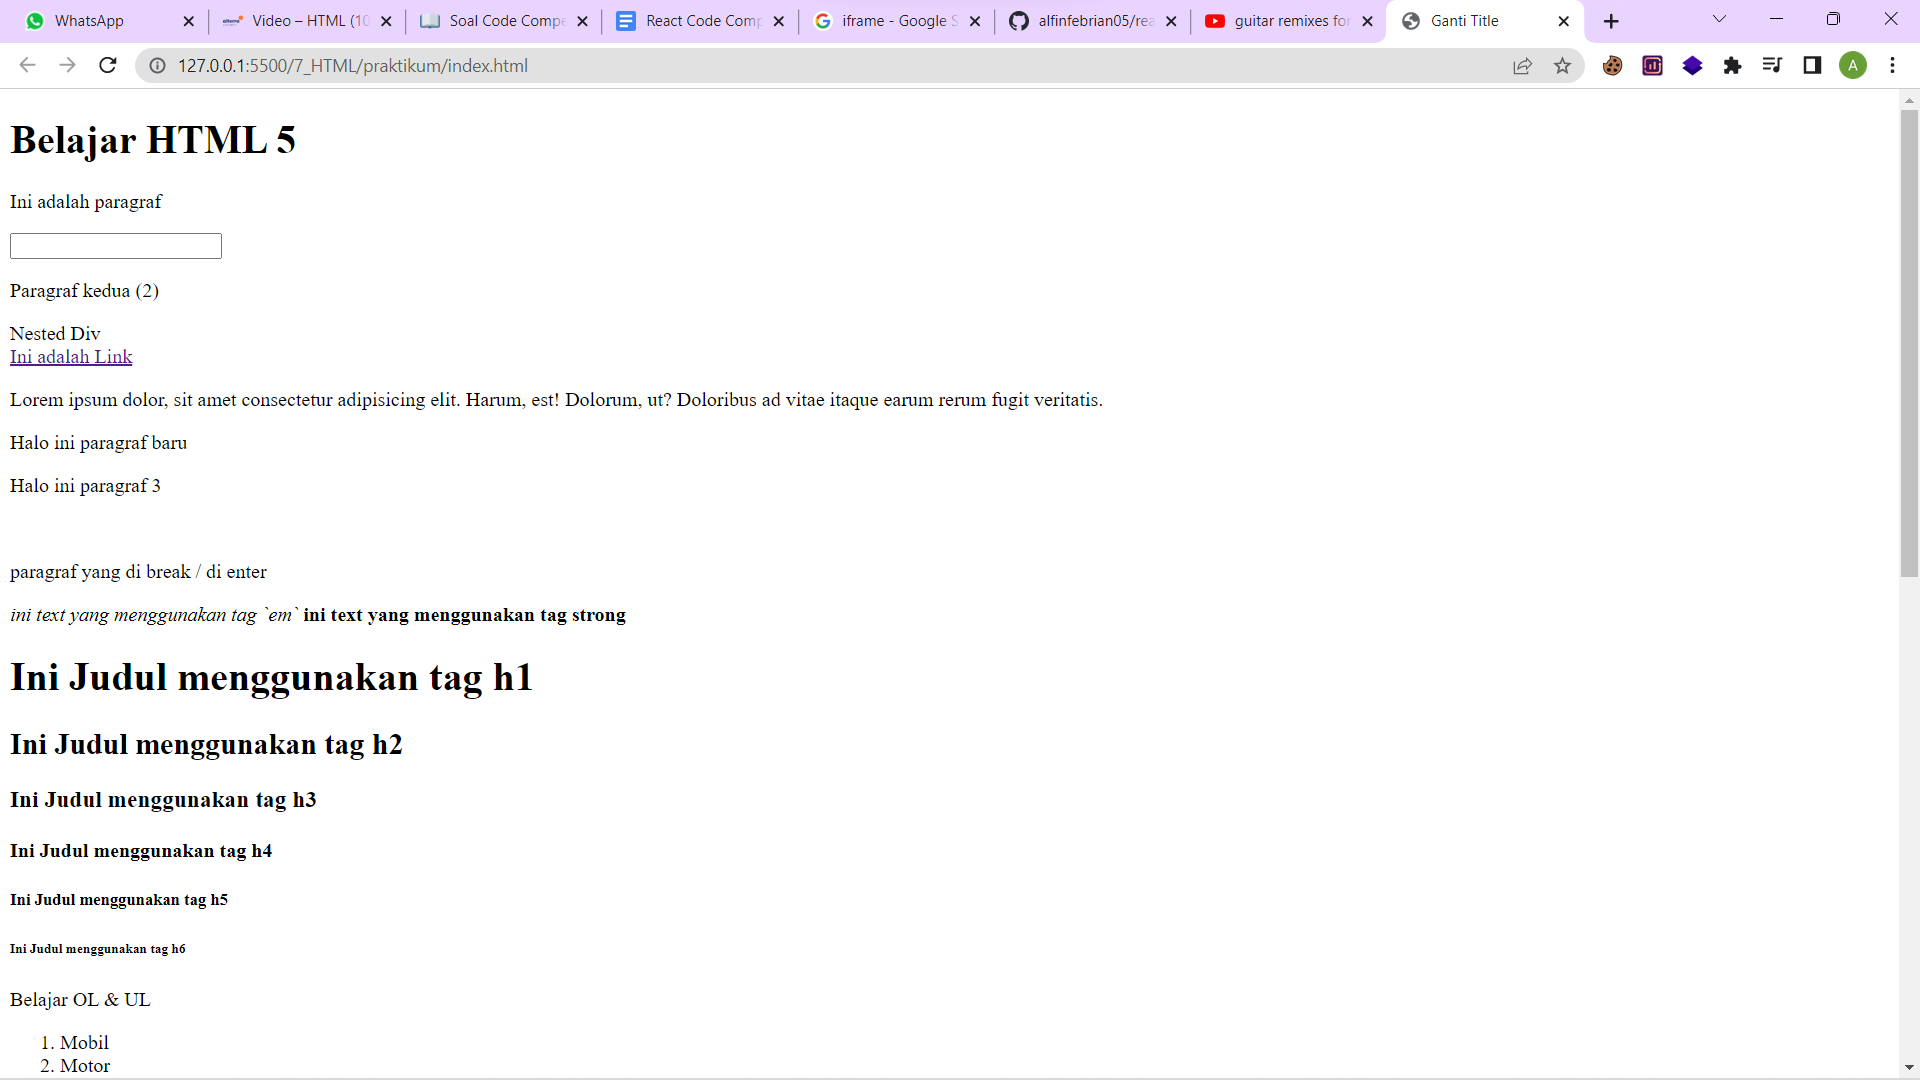 WhatsApp
Video – HTML (10
Soal Code Compe
React Code Comp
iframe - Google S
alfinfebrian05/rea
guitar remixes for
Ganti Title
127.0.0.1:5500/7_HTML/praktikum/index.html
A
Belajar HTML 5
Ini adalah paragraf
Paragraf kedua (2)
Nested Div
Ini adalah Link
Lorem ipsum dolor, sit amet consectetur adipisicing elit. Harum, est! Dolorum, ut? Doloribus ad vitae itaque earum rerum fugit veritatis.
Halo ini paragraf baru
Halo ini paragraf 3
paragraf yang di break / di enter
ini text yang menggunakan tag `em` ini text yang menggunakan tag strong
Ini Judul menggunakan tag h1
Ini Judul menggunakan tag h2
Ini Judul menggunakan tag h3
Ini Judul menggunakan tag h4
Ini Judul menggunakan tag h5
Ini Judul menggunakan tag h6
Belajar OL & UL
1. Mobil
2. Motor